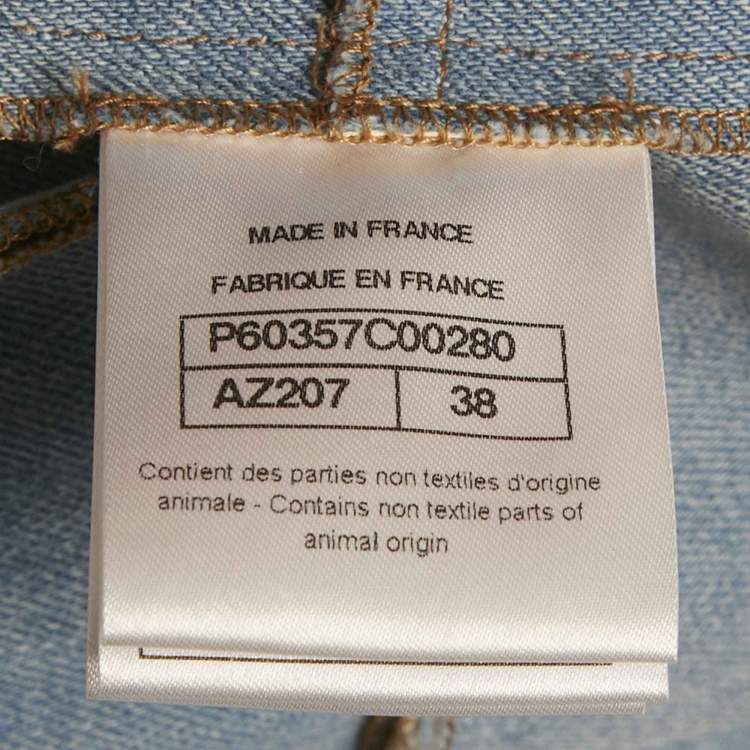 MADE IN FRANCE
FABRIQUE EN FRANCE
P60357C00280
AZ207 38
Contient des parties non textiles d'origine
animale - Contains non textile parts of
animal origin